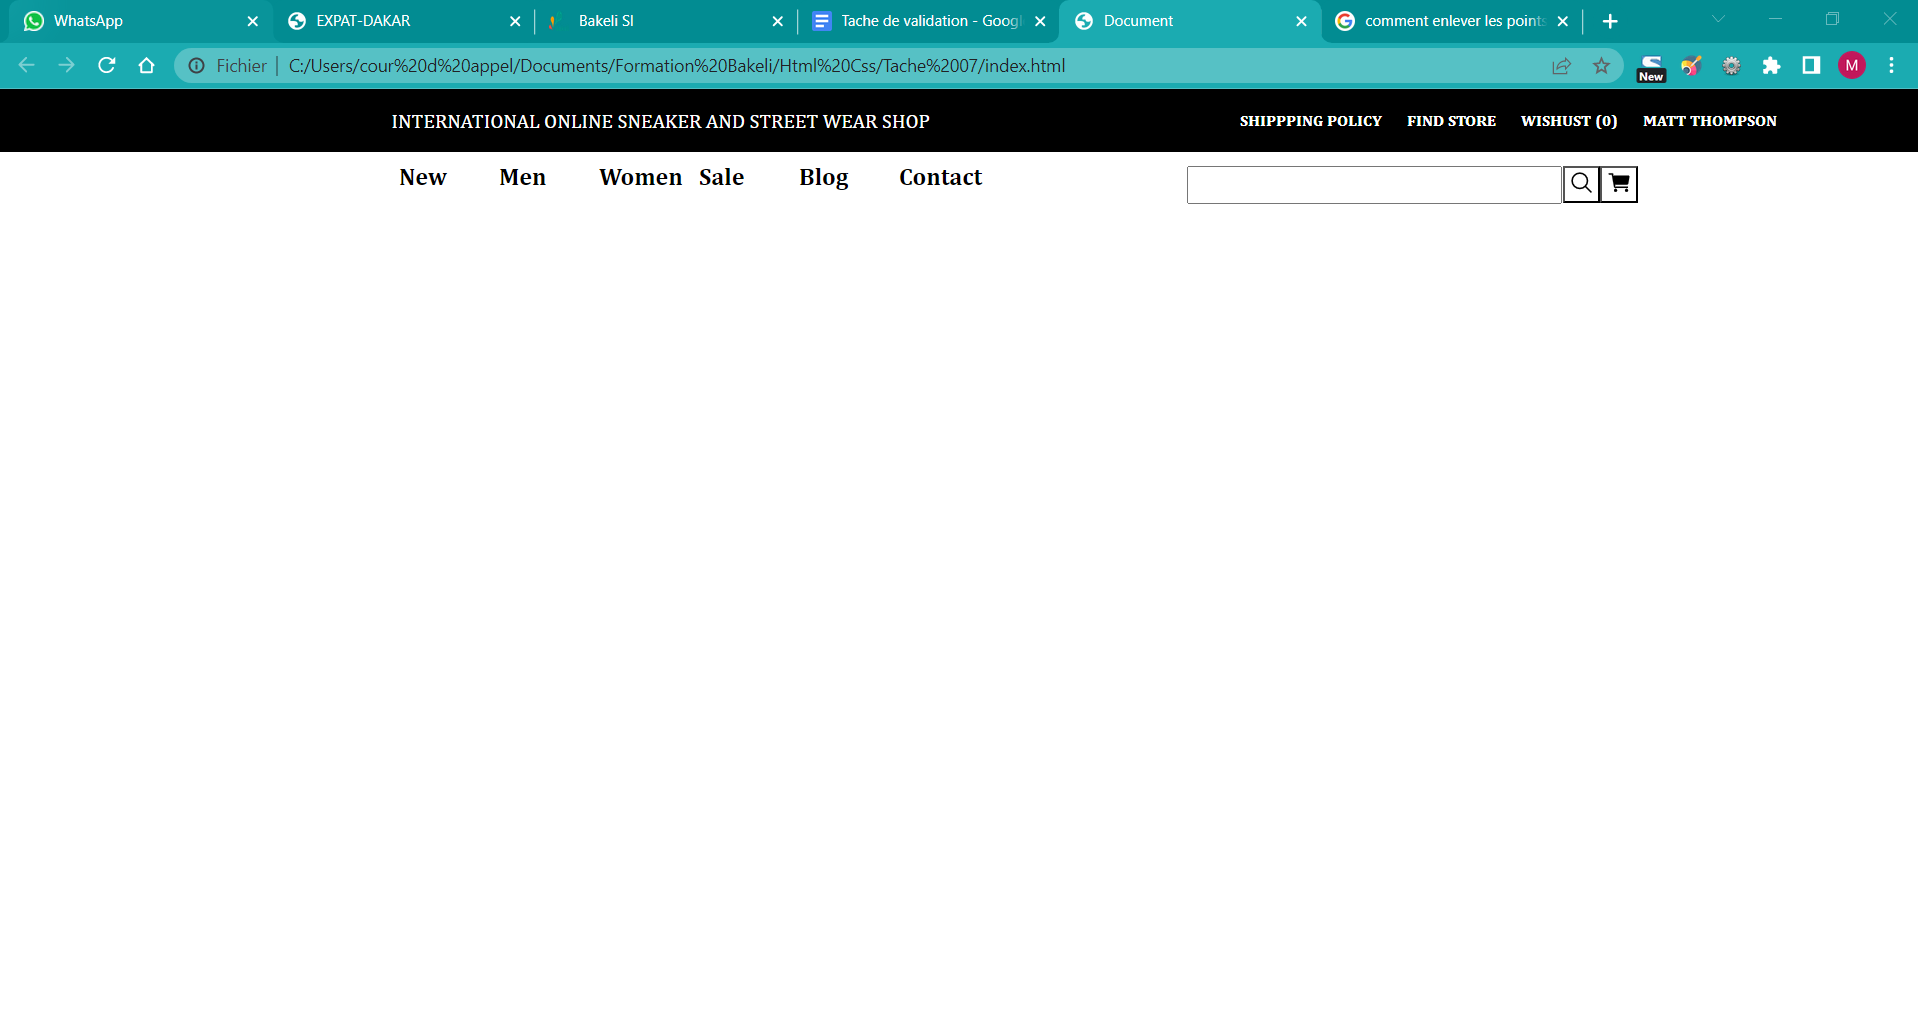 WhatsApp
EXPAT-DAKAR
Bakeli SI
Tache de validation - Googl
Document
comment enlever les points
Fichier
C:/Users/cour%20d%20appel/Documents/Formation%20Bakeli/Html%20Css/Tache%2007/index.html
New
M
INTERNATIONAL ONLINE SNEAKER AND STREET WEAR SHOP
SHIPPPING POLICY FIND STORE WISHUST (0) MATT THOMPSON
New Men Women Sale Blog Contact